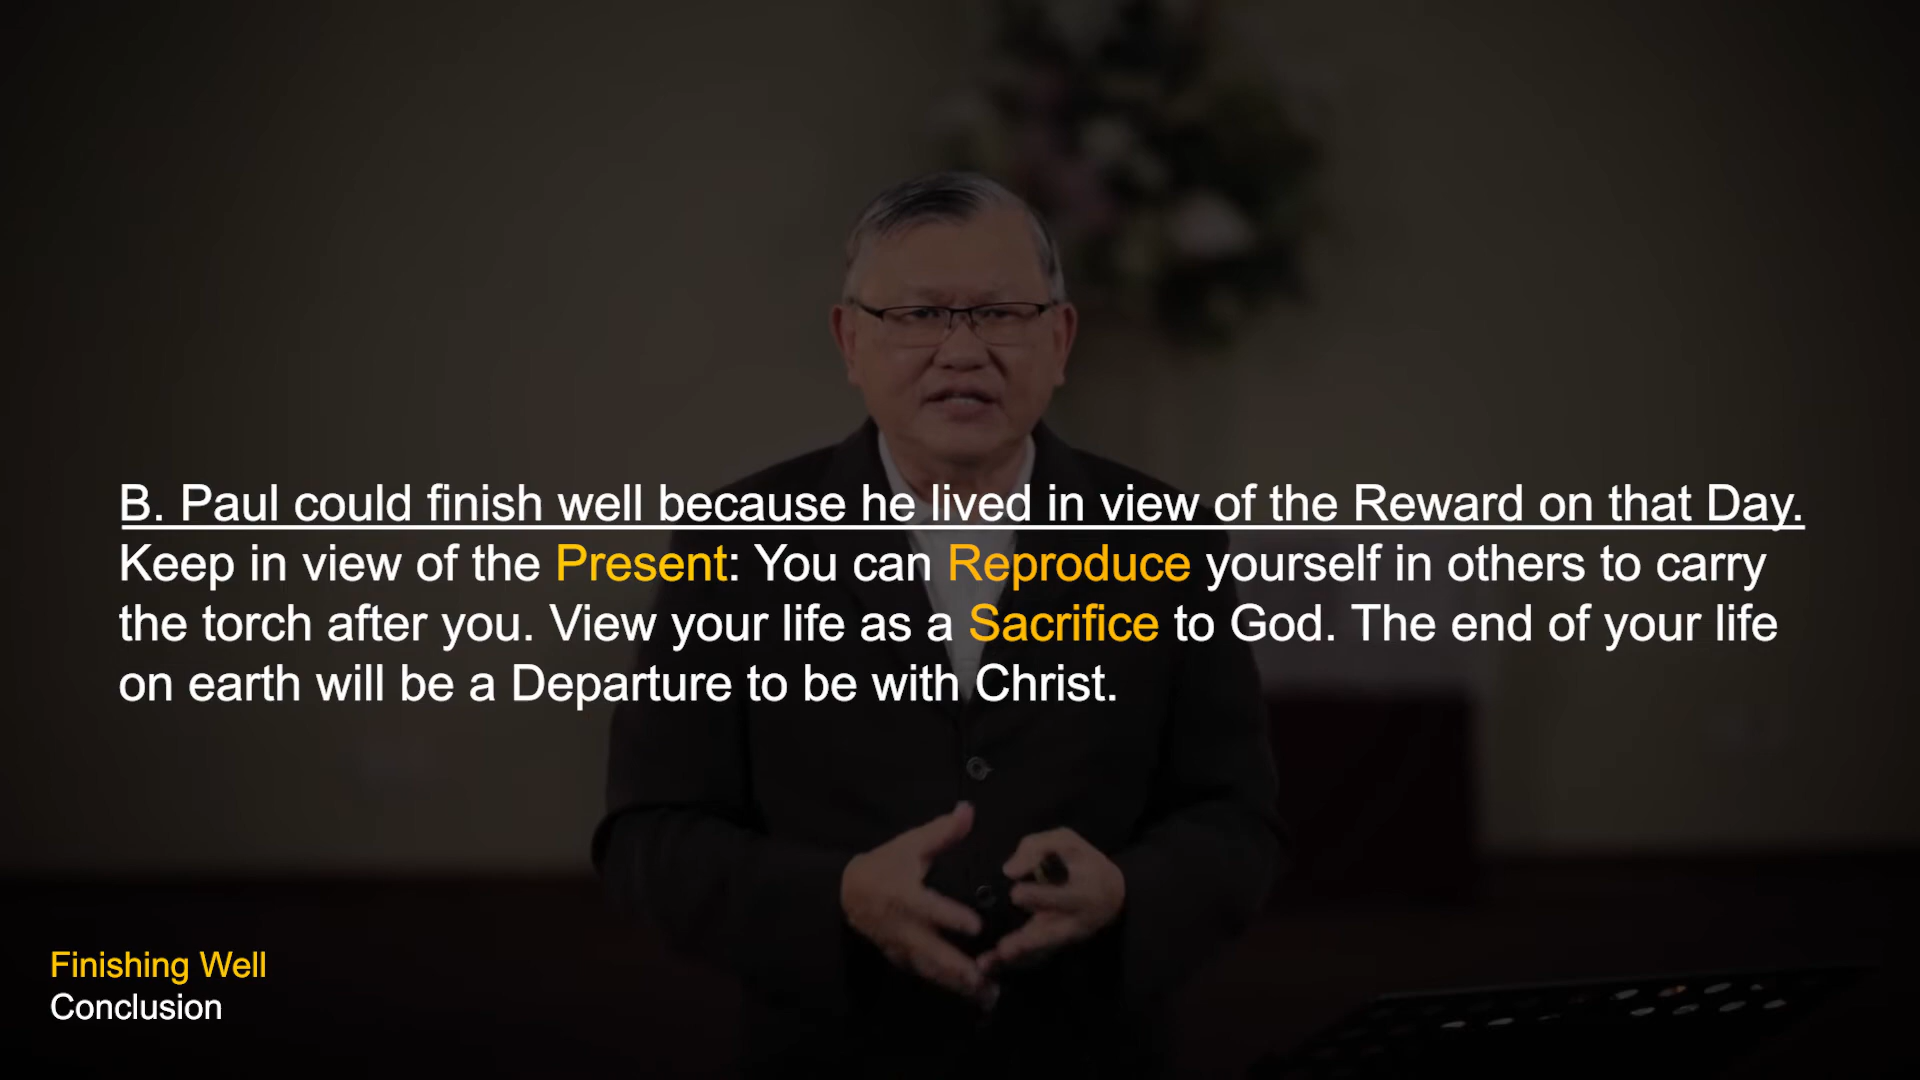 B. Paul could finish well because he lived in view of the Reward on that Day.
Keep in view of the Present: You can Reproduce yourself in others to carry
the torch after you. View your life as a Sacrifice to God. The end of your life
on earth will be a Departure to be with Christ.
Finishing Well
Conclusion